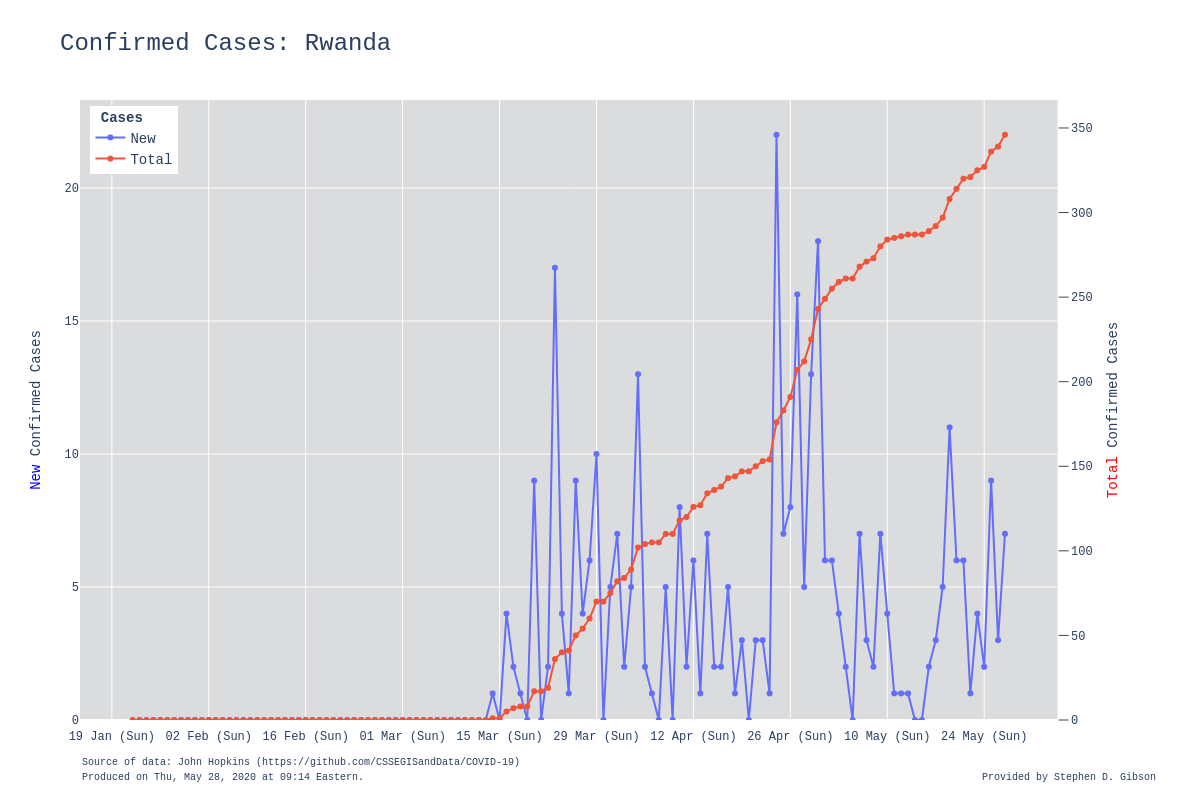 Confirmed Cases: Rwanda
Cases
New
Total
20
15
10
5
0
350
300
250
200
150
100
50
0
New Confirmed Cases
Total Confirmed Cases
19 Jan (Sun) 02 Feb (Sun) 16 Feb (Sun) 01 Mar (Sun) 15 Mar (Sun) 29 Mar (Sun) 12 Apr (Sun) 26 Apr (Sun) 10 May (Sun) 24 May (Sun)
Source of data: John Hopkins (https://github.com/CSSEGISandData/COVID-19)
Produced on Thu, May 28, 2020 at 09:14 Eastern.
Provided by Stephen D. Gibson